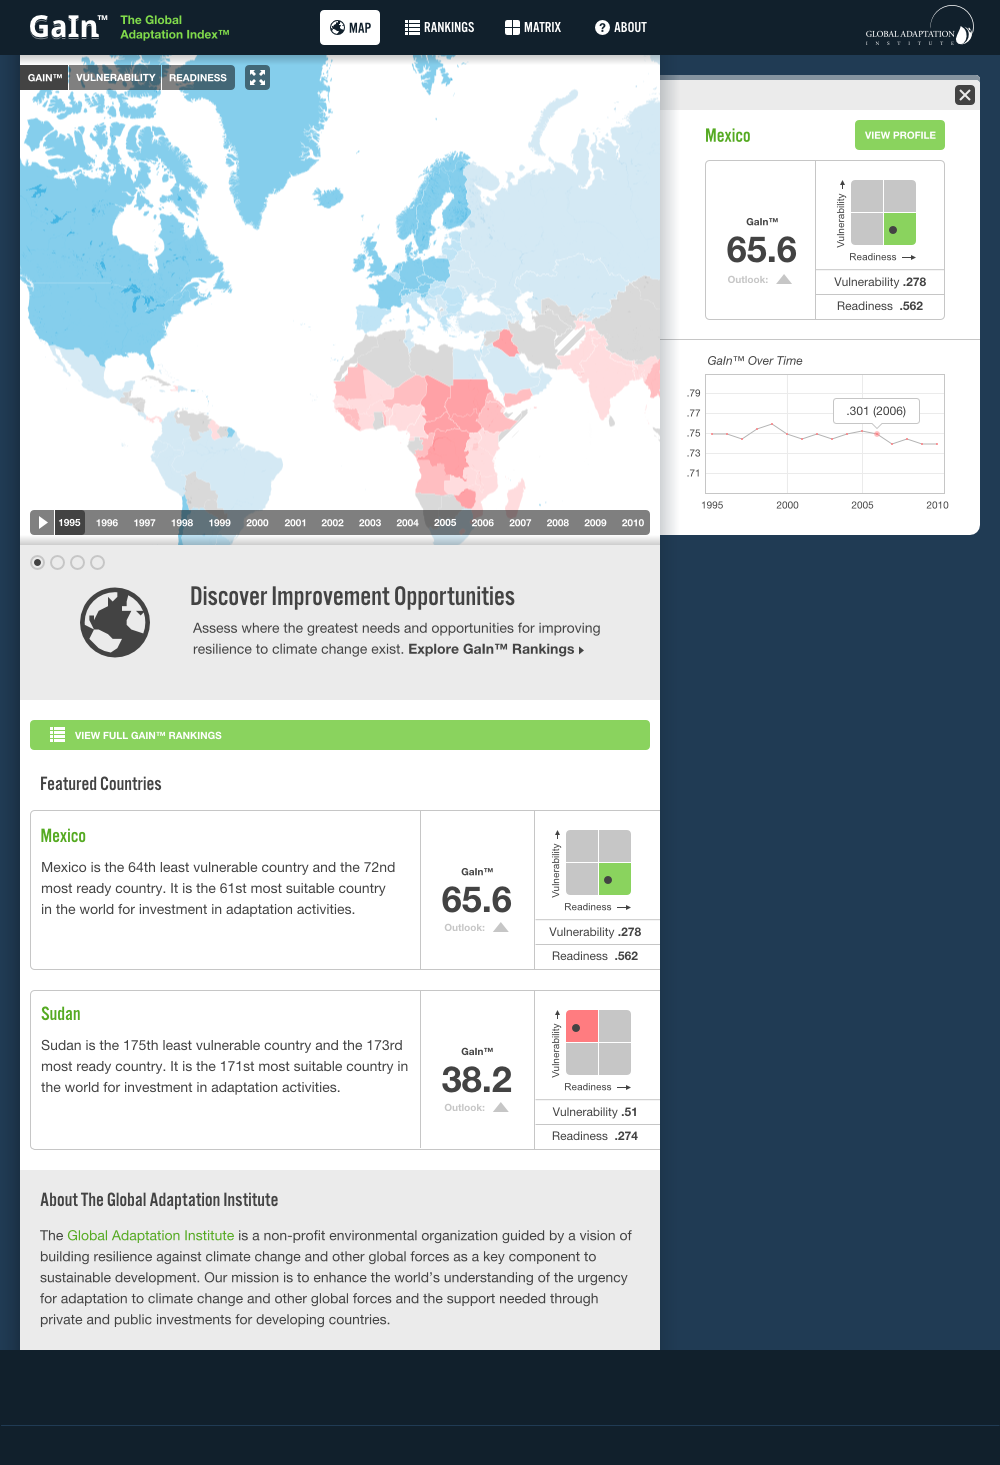 GaIn™
The Global
Adaptation Index™
MAP
RANKINGS
MATRIX
ABOUT
GLOBAL ADAPTATION
INSTITUTE
GAIN™
VULNERABILITY
READINESS
Mexico
VIEW PROFILE
GaIn™
65.6
Outlook:
Vulnerability
Readiness
Vulnerability .278
Readiness .562
GaIn™ Over Time
.79
.77
.75
.73
.71
.301 (2006)
1995
2000
2005
2010
1995 1996 1997 1998 1999 2000 2001 2002 2003 2004 2005 2006 2007 2008 2009 2010
Discover Improvement Opportunities
Assess where the greatest needs and opportunities for improving
resilience to climate change exist. Explore GaIn™ Rankings
VIEW FULL GAIN™ RANKINGS
Featured Countries
Mexico
Mexico is the 64th least vulnerable country and the 72nd
most ready country. It is the 61st most suitable country
in the world for investment in adaptation activities.
GaIn™
65.6
Outlook:
Vulnerability
Readiness
Vulnerability .278
Readiness .562
Sudan
Sudan is the 175th least vulnerable country and the 173rd
most ready country. It is the 171st most suitable country in
the world for investment in adaptation activities.
GaIn™
38.2
Outlook:
Vulnerability
Readiness
Vulnerability .51
Readiness .274
About The Global Adaptation Institute
The Global Adaptation Institute is a non-profit environmental organization guided by a vision of
building resilience against climate change and other global forces as a key component to
sustainable development. Our mission is to enhance the world's understanding of the urgency
for adaptation to climate change and other global forces and the support needed through
private and public investments for developing countries.